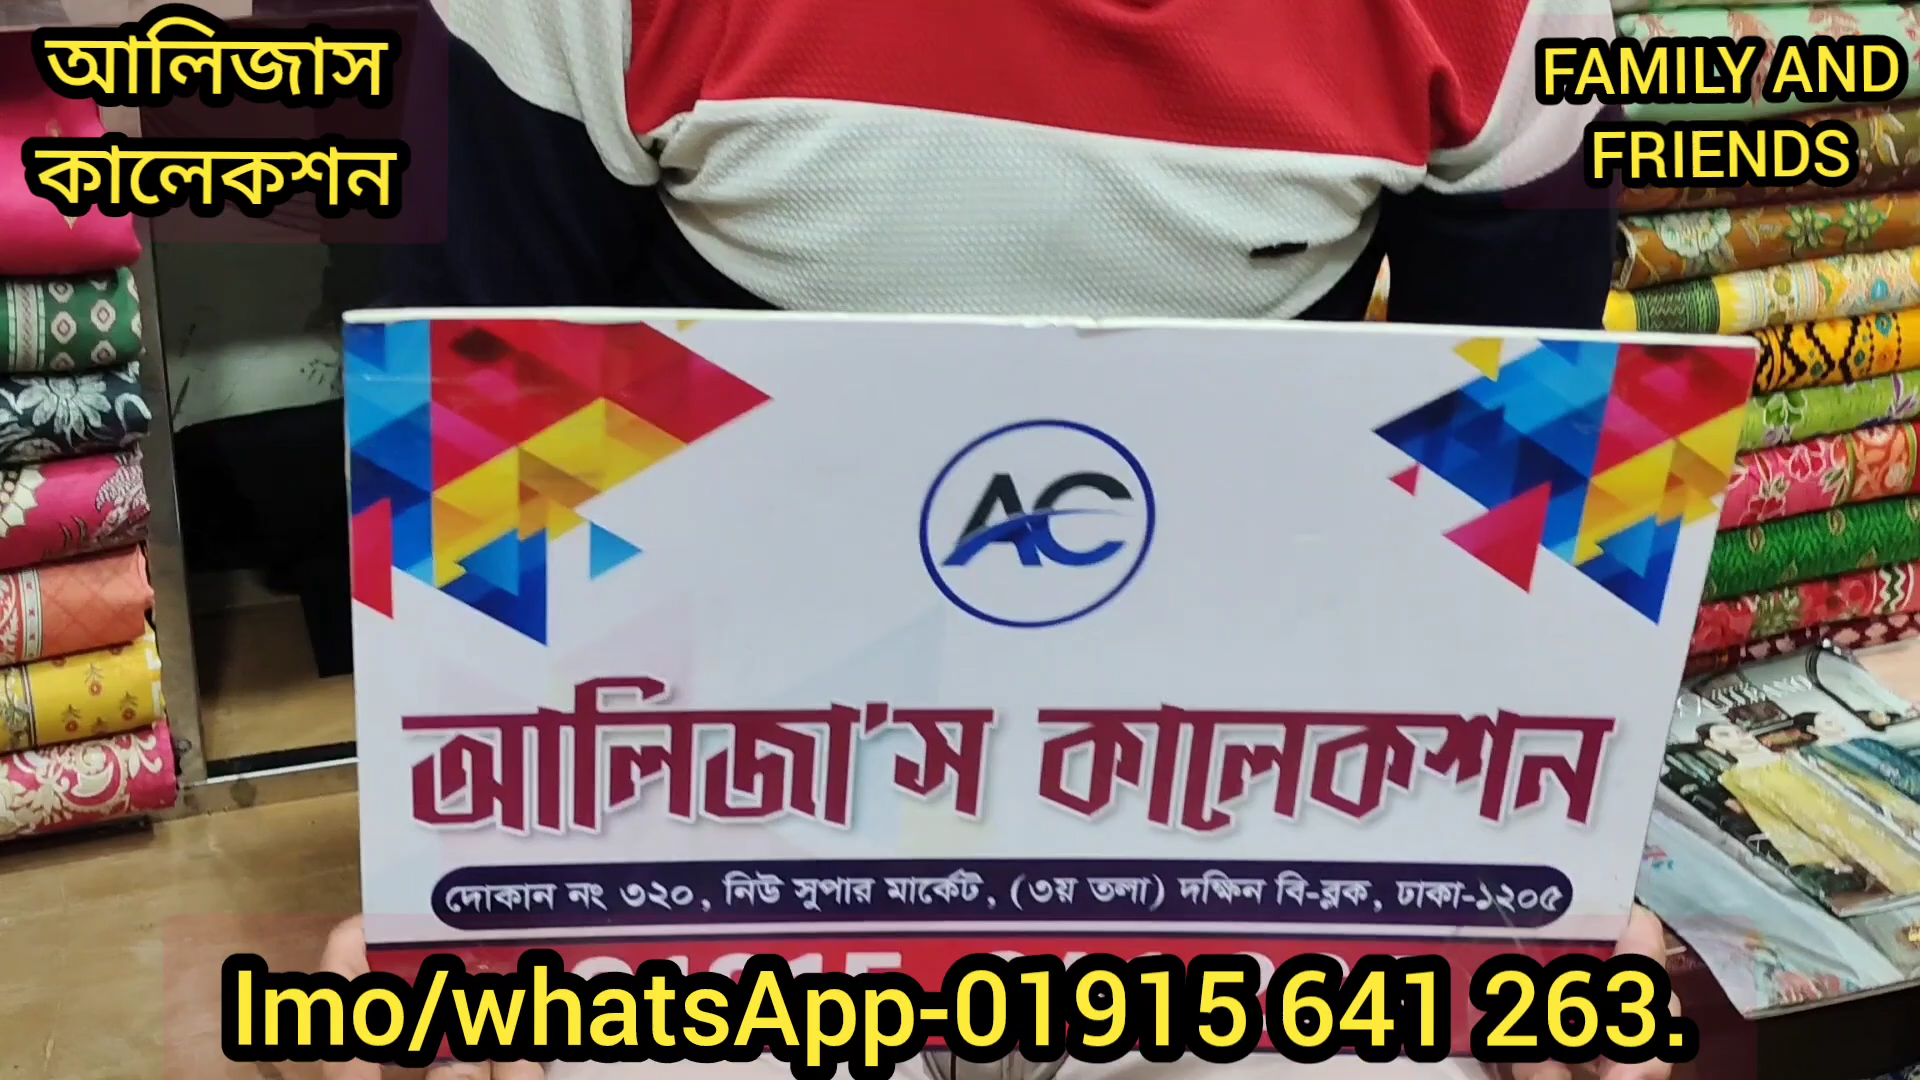 আলিজাস
কালেকশন
FAMILY AND
FRIENDS
AC
আলিজা'স কালেকশন
দোকান নং ৩২০, নিউ সুপার মার্কেট, (৩য় তলা) দক্ষিন বি-ব্লক, ঢাকা-১২০৫
Imo/whatsApp-01915 641 263.